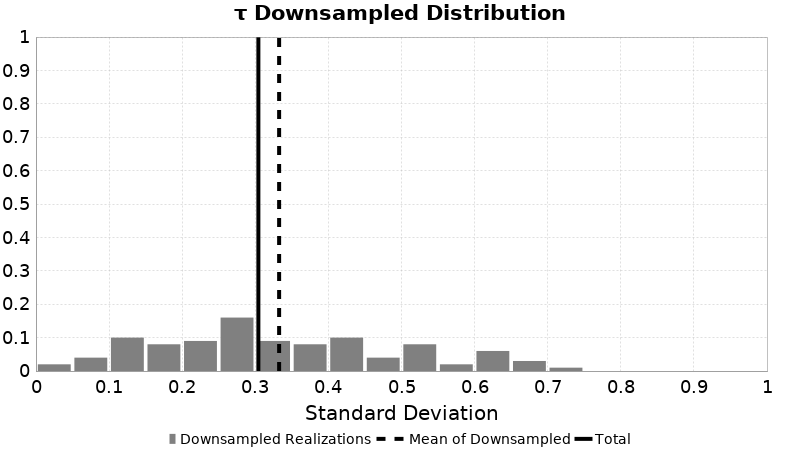 τ Downsampled Distribution
1
0.9
0.8
0.7
0.6
0.5
0.4
0.3
0.2
0.1
0
0 0.1 0.2 0.3 0.4 0.5 0.6 0.7 0.8 0.9 1
Standard Deviation
Downsampled Realizations Mean of Downsampled Total